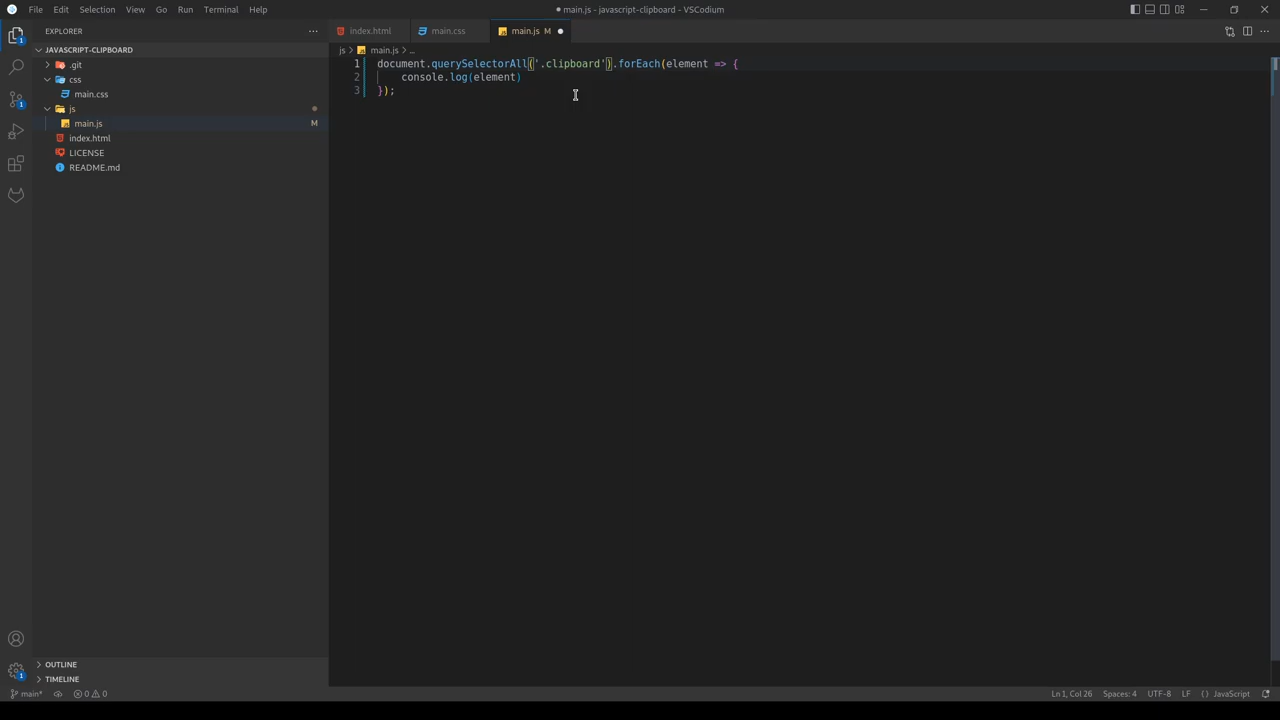 File Edit Selection View Go Run Terminal Help
● main.js - javascript-clipboard - VSCodium
EXPLORER
index.html
main.css
main.js M
JAVASCRIPT-CLIPBOARD
.git
css
main.css
js
main.js M
index.html
LICENSE
README.md
js > main.js > ...
1 document.querySelectorAll('.clipboard').forEach(element => {
2 console.log(element)
3 });
OUTLINE
TIMELINE
1
1
1
main* 0 0 Ln 1, Col 26 Spaces: 4 UTF-8 LF {} JavaScript